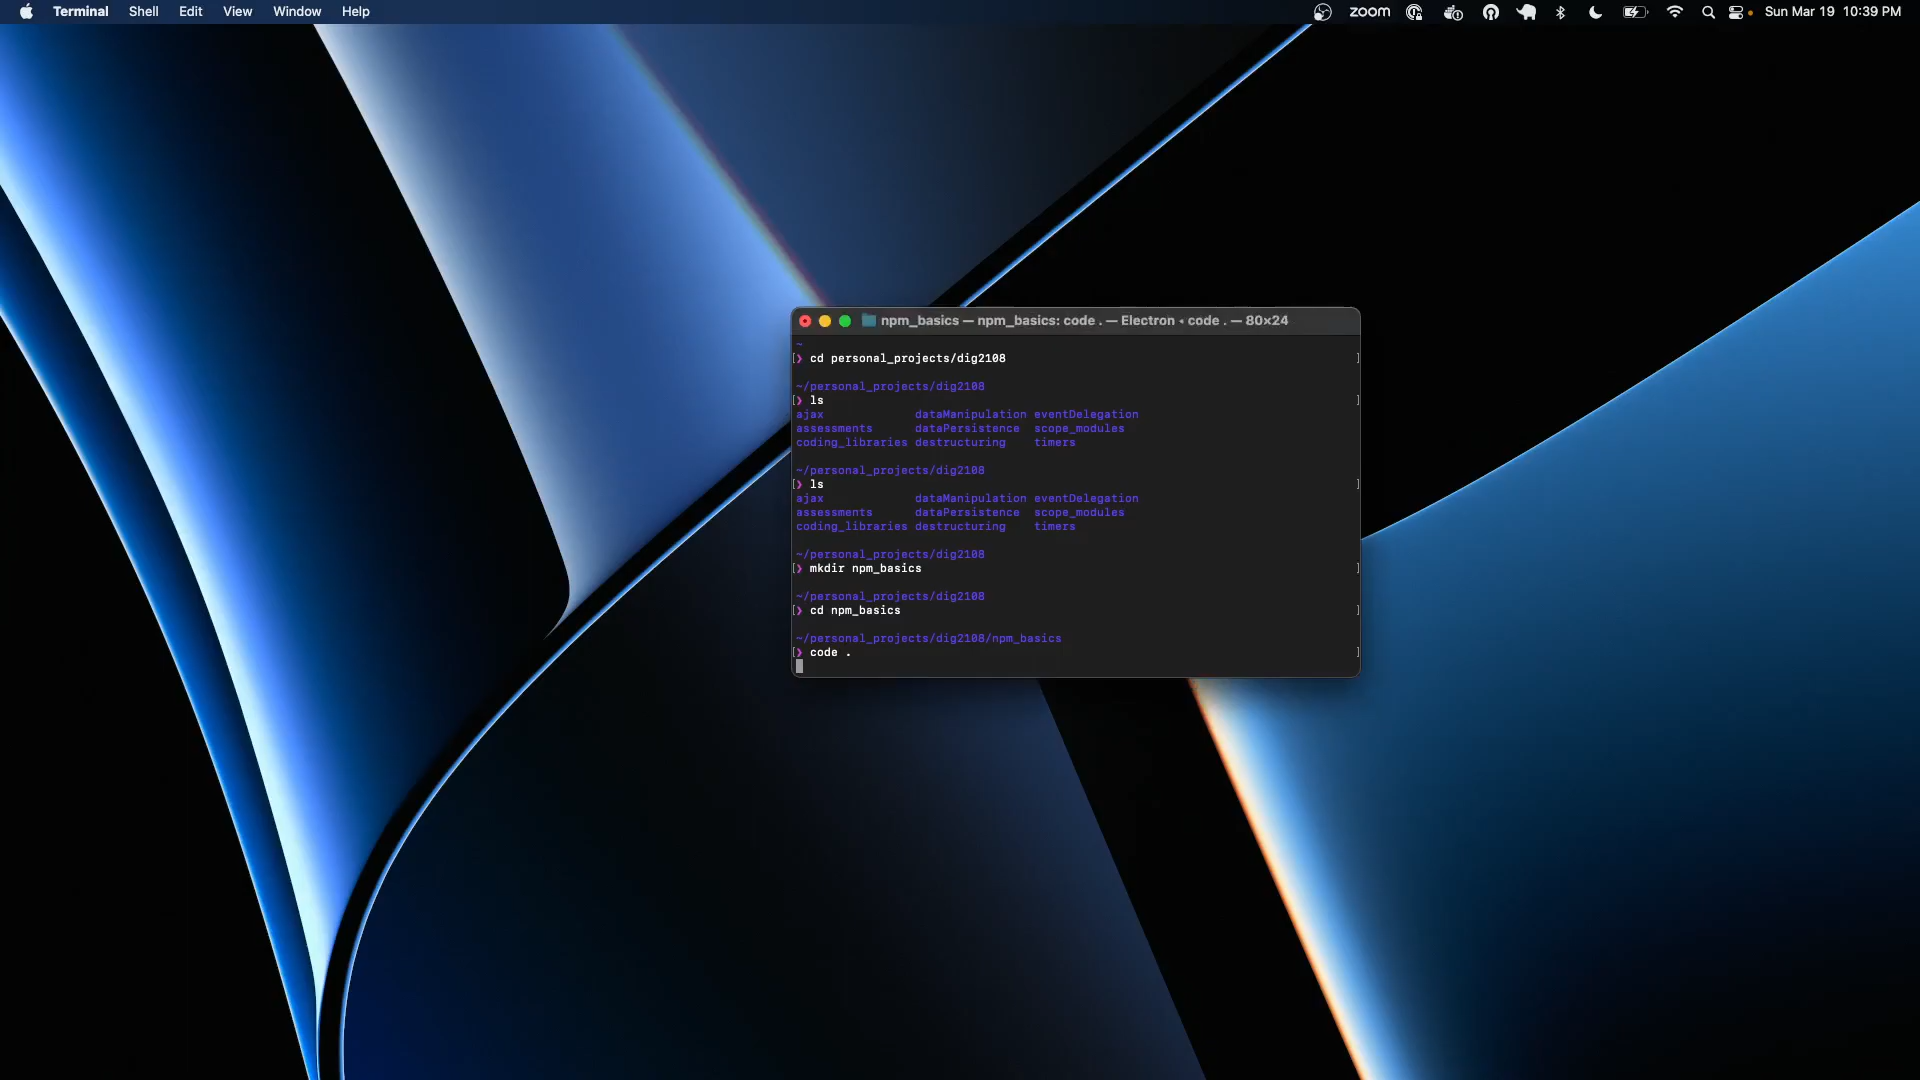 Terminal Shell Edit View Window Help zoom Sun Mar 19 10:39 PM
npm_basics — npm_basics: code . — Electron ◂ code . — 80×24
~
[❯ cd personal_projects/dig2108 ]
~/personal_projects/dig2108
[❯ ls ]
ajax dataManipulation eventDelegation
assessments dataPersistence scope_modules
coding_libraries destructuring timers
~/personal_projects/dig2108
[❯ ls ]
ajax dataManipulation eventDelegation
assessments dataPersistence scope_modules
coding_libraries destructuring timers
~/personal_projects/dig2108
[❯ mkdir npm_basics ]
~/personal_projects/dig2108
[❯ cd npm_basics ]
~/personal_projects/dig2108/npm_basics
[❯ code . ]